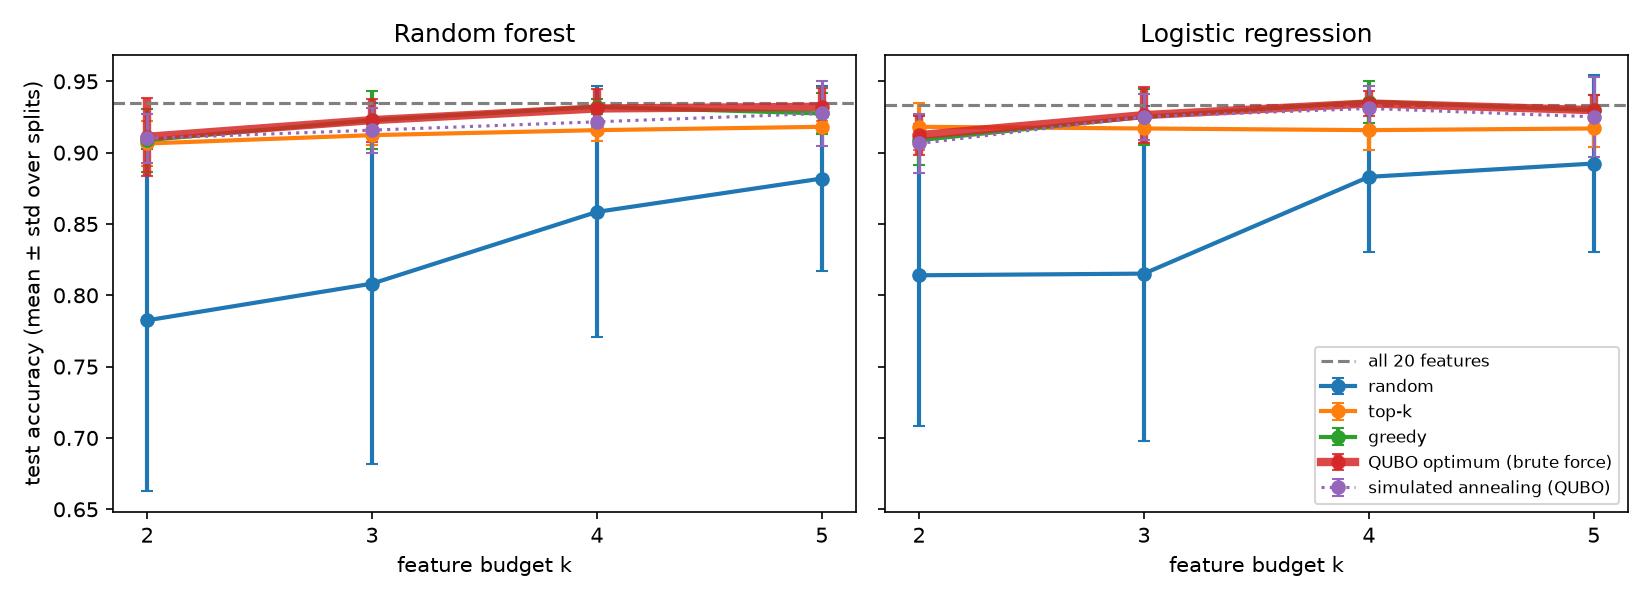 Random forest
Logistic regression
test accuracy (mean ± std over splits)
0.95
0.90
0.85
0.80
0.75
0.70
0.65
2
3
4
5
feature budget k
2
3
4
5
feature budget k
all 20 features
random
top-k
greedy
QUBO optimum (brute force)
simulated annealing (QUBO)